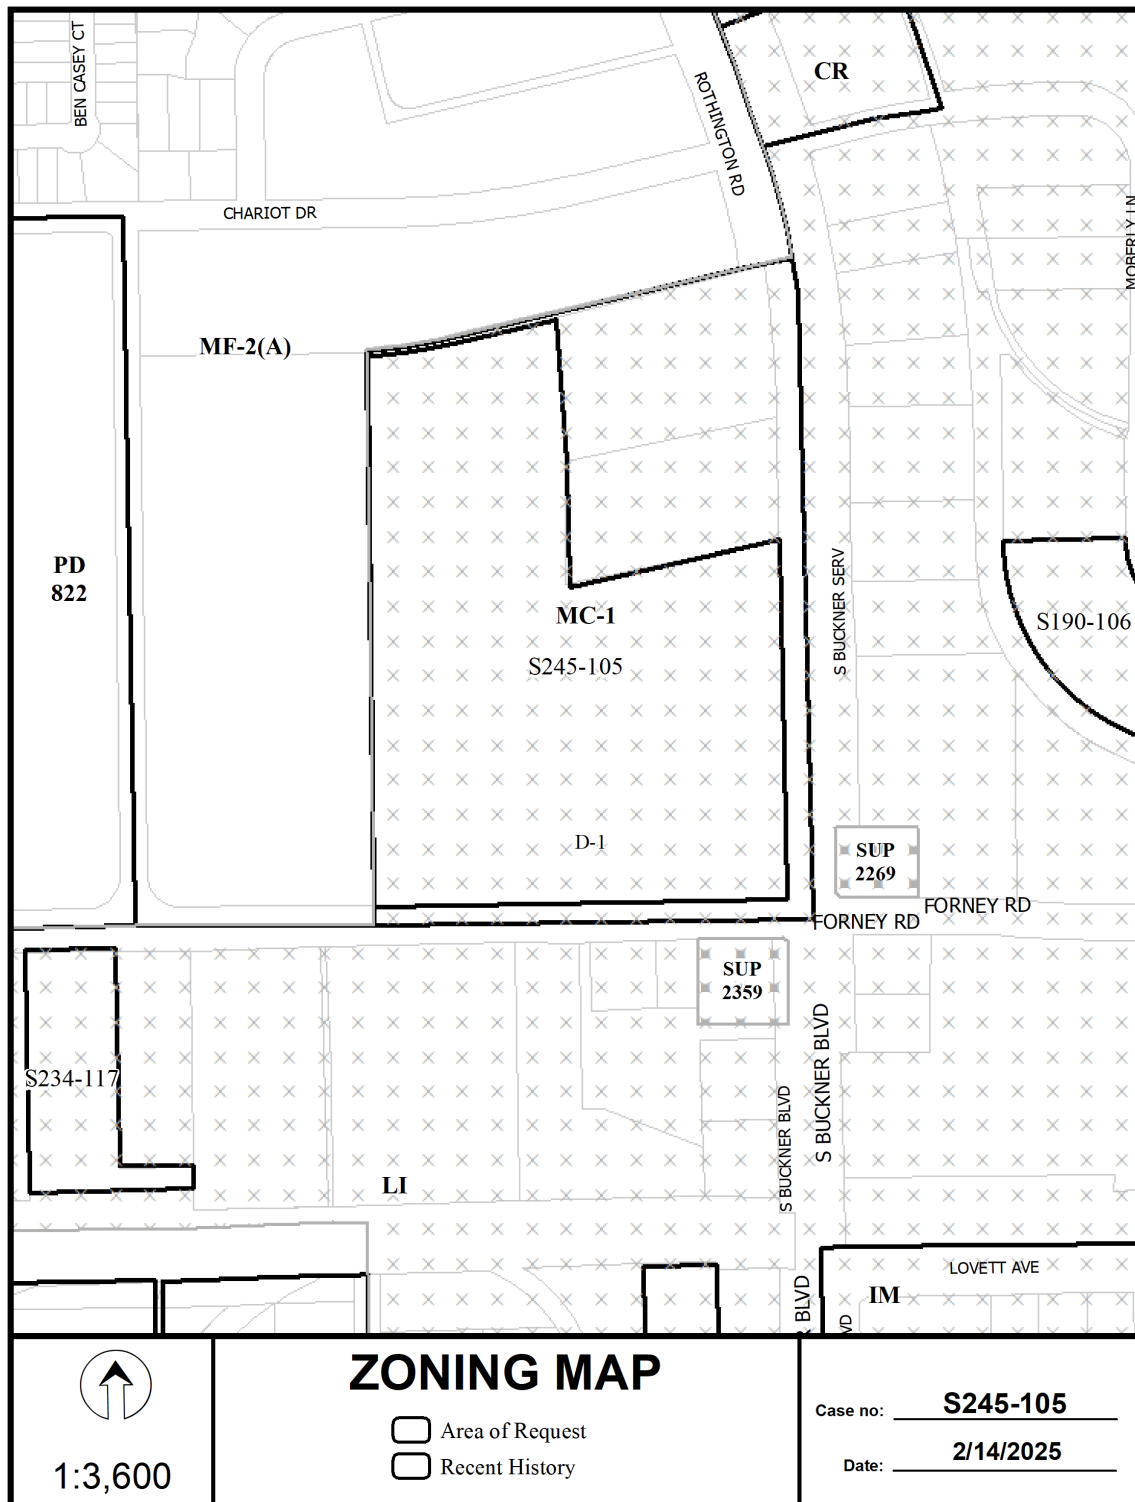 BEN CASEY CT
ROTHINGTON RD
CR
CHARIOT DR
MOBERLY LN
MF-2(A)
PD
822
S BUCKNER SERV
MC-1
S190-106
S245-105
D-1
SUP
2269
FORNEY RD
FORNEY RD
SUP
2359
S BUCKNER BLVD
S BUCKNER BLVD
S234-117
LI
LOVETT AVE
IM
BLVD
VD
ZONING MAP
Area of Request
Recent History
1:3,600
Case no: S245-105
Date: 2/14/2025